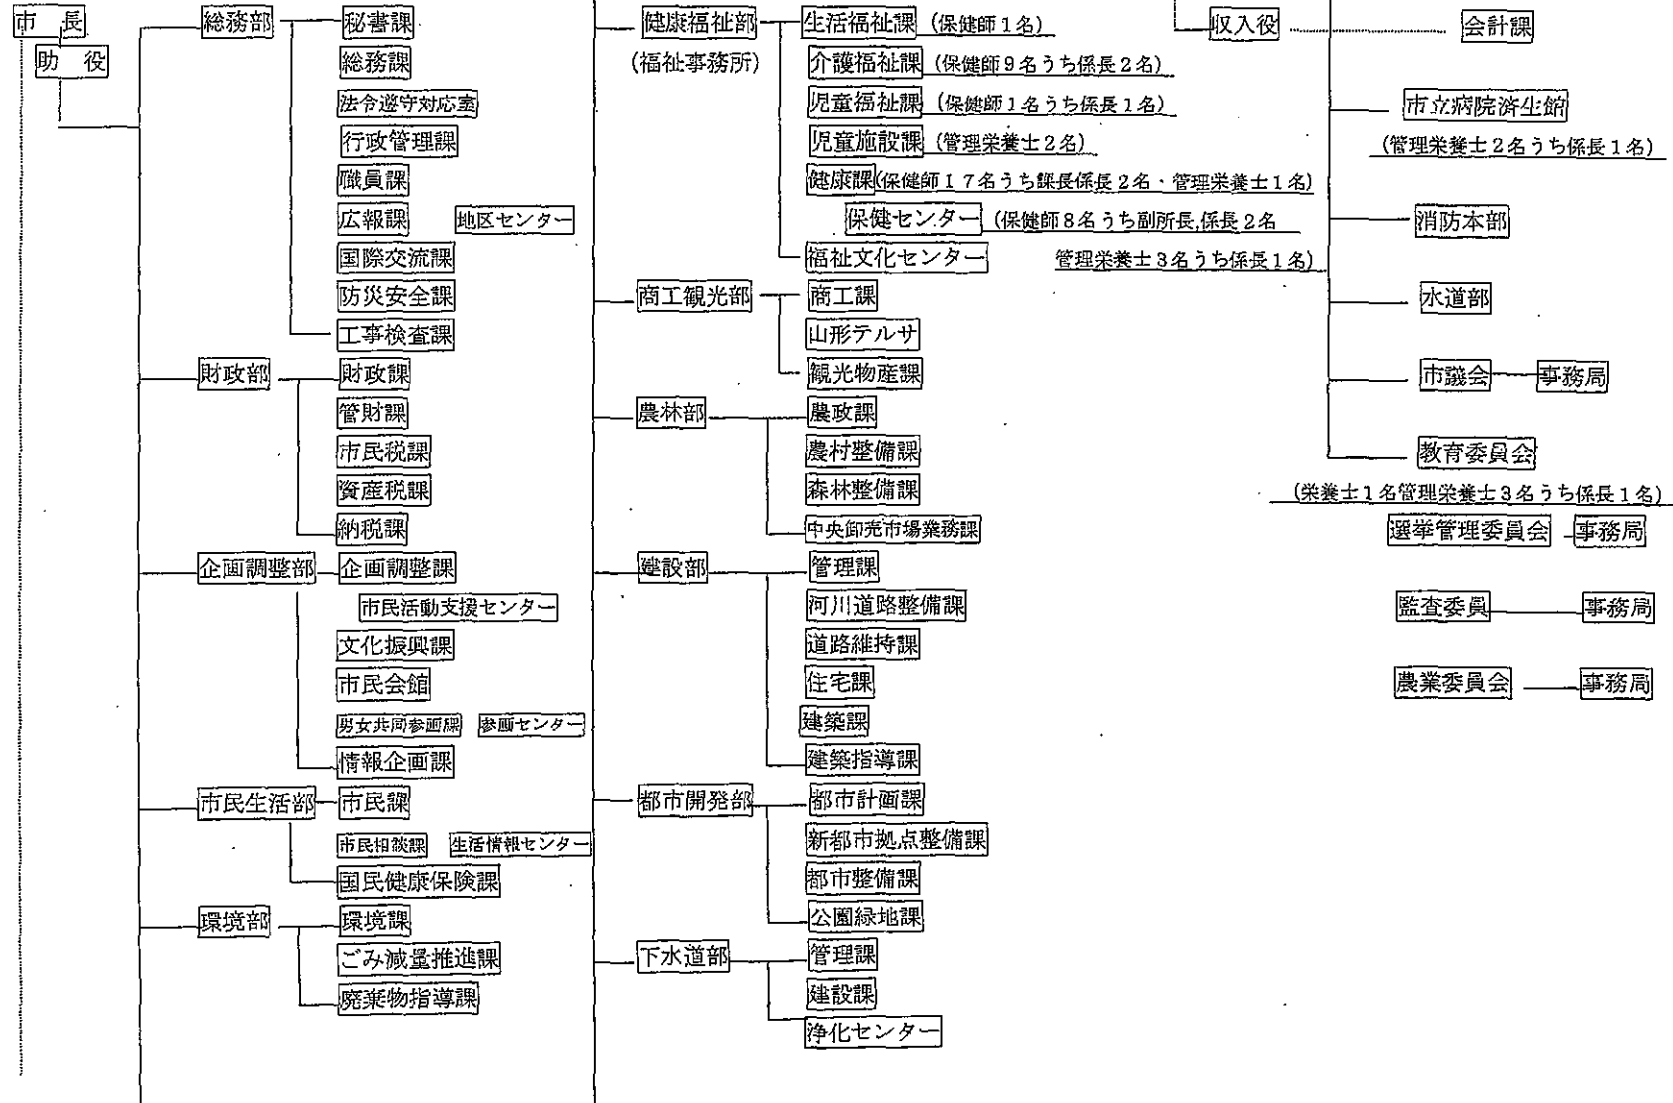 市　長
助　役
総務部
秘書課
総務課
法令遵守対応室
行政管理課
職員課
広報課
地区センター
国際交流課
防災安全課
工事検査課
財政部
財政課
管財課
市民税課
資産税課
納税課
企画調整部
企画調整課
市民活動支援センター
文化振興課
市民会館
男女共同参画課
参画センター
情報企画課
市民生活部
市民課
市民相談課
生活情報センター
国民健康保険課
環境部
環境課
ごみ減量推進課
廃棄物指導課
健康福祉部
(福祉事務所)
生活福祉課 (保健師1名)
介護福祉課 (保健師9名うち係長2名)
児童福祉課 (保健師1名うち係長1名)
児童施設課 (管理栄養士2名)
健康課(保健師17名うち課長係長2名・管理栄養士1名)
保健センター (保健師8名うち副所長,係長2名
管理栄養士3名うち係長1名)
福祉文化センター
商工観光部
商工課
山形テルサ
観光物産課
農林部
農政課
農村整備課
森林整備課
中央卸売市場業務課
建設部
管理課
河川道路整備課
道路維持課
住宅課
建築課
建築指導課
都市開発部
都市計画課
新都市拠点整備課
都市整備課
公園緑地課
下水道部
管理課
建設課
浄化センター
収入役
会計課
市立病院済生館
(管理栄養士2名うち係長1名)
消防本部
水道部
市議会
事務局
教育委員会
(栄養士1名管理栄養士3名うち係長1名)
選挙管理委員会
事務局
監査委員
事務局
農業委員会
事務局